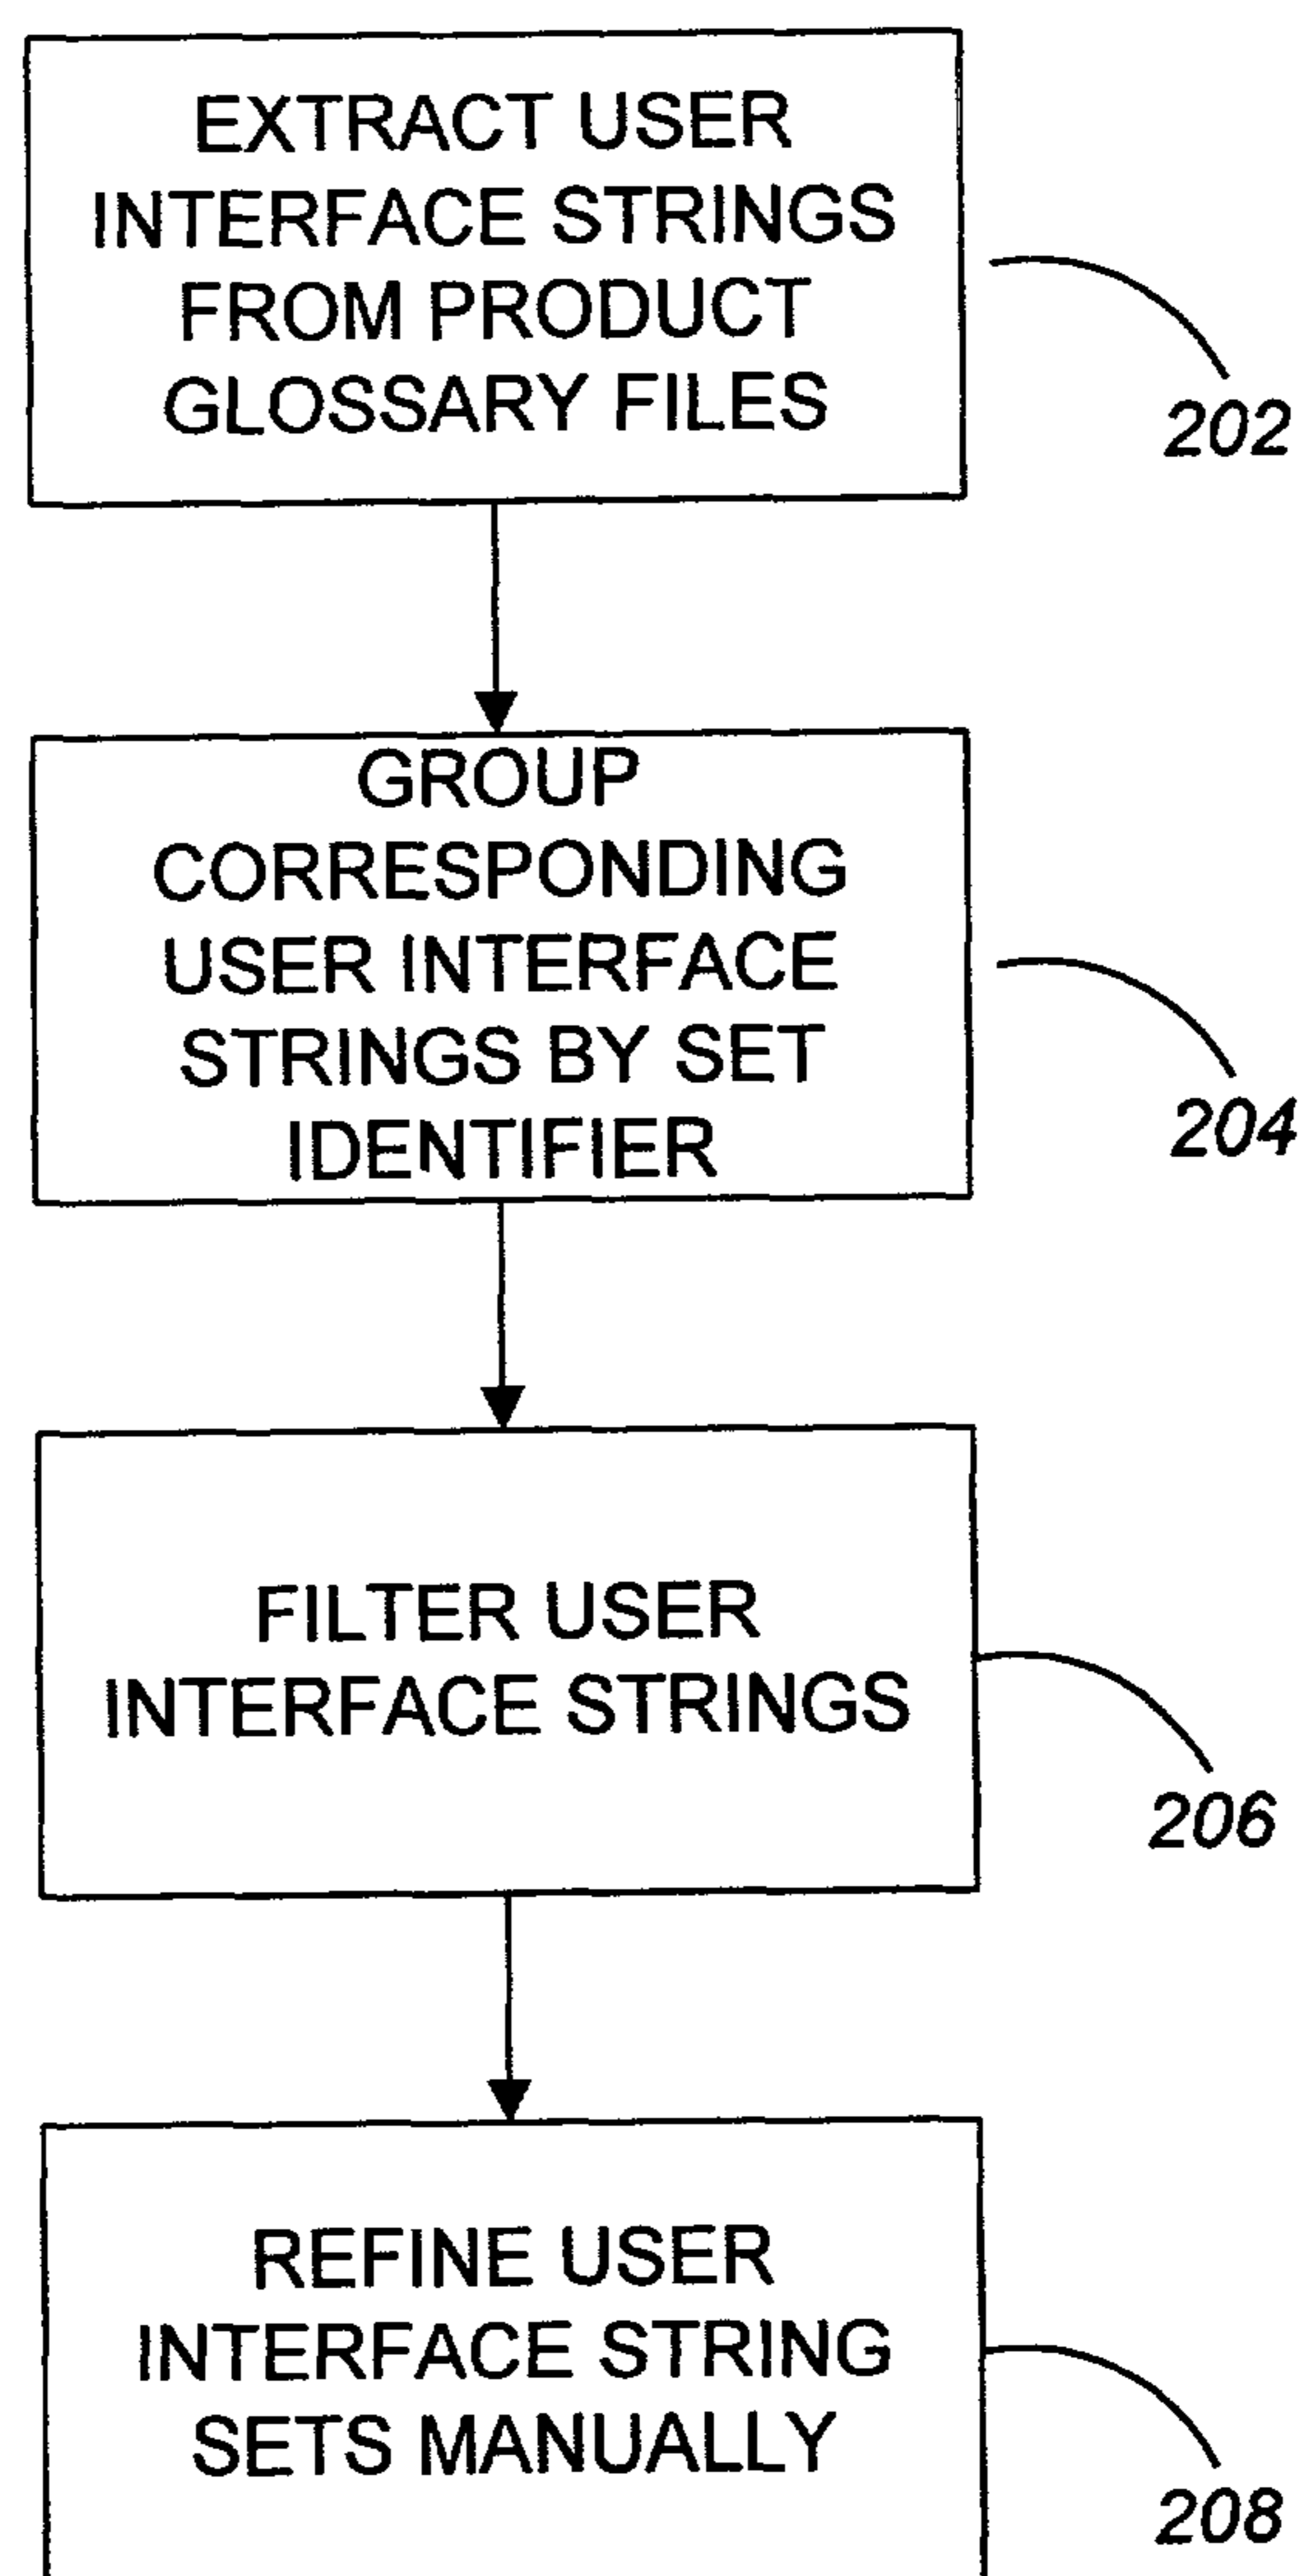 EXTRACT USER
INTERFACE STRINGS
FROM PRODUCT
GLOSSARY FILES
202
GROUP
CORRESPONDING
USER INTERFACE
STRINGS BY SET
IDENTIFIER
204
FILTER USER
INTERFACE STRINGS
206
REFINE USER
INTERFACE STRING
SETS MANUALLY
208